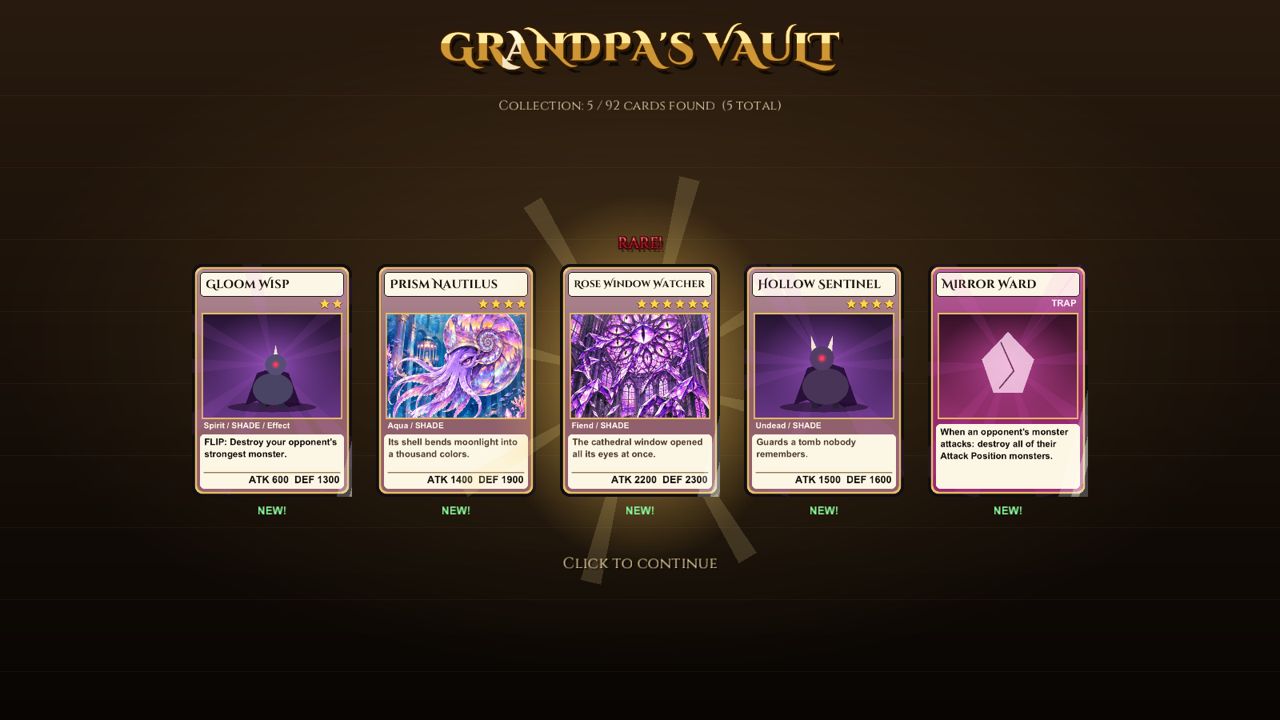 GRANDPA'S VAULT
COLLECTION: 5 / 92 CARDS FOUND (5 TOTAL)
RARE!
GLOOM WISP
FLIP: Destroy your opponent's
strongest monster.
Spirit / SHADE / Effect
ATK 600 DEF 1300
NEW!
PRISM NAUTILUS
Aqua / SHADE
Its shell bends moonlight into
a thousand colors.
ATK 1400 DEF 1900
NEW!
ROSE WINDOW WATCHER
Fiend / SHADE
The cathedral window opened
all its eyes at once.
ATK 2200 DEF 2300
NEW!
HOLLOW SENTINEL
Undead / SHADE
Guards a tomb nobody
remembers.
ATK 1500 DEF 1600
NEW!
MIRROR WARD
TRAP
When an opponent's monster
attacks: destroy all of their
Attack Position monsters.
NEW!
CLICK TO CONTINUE